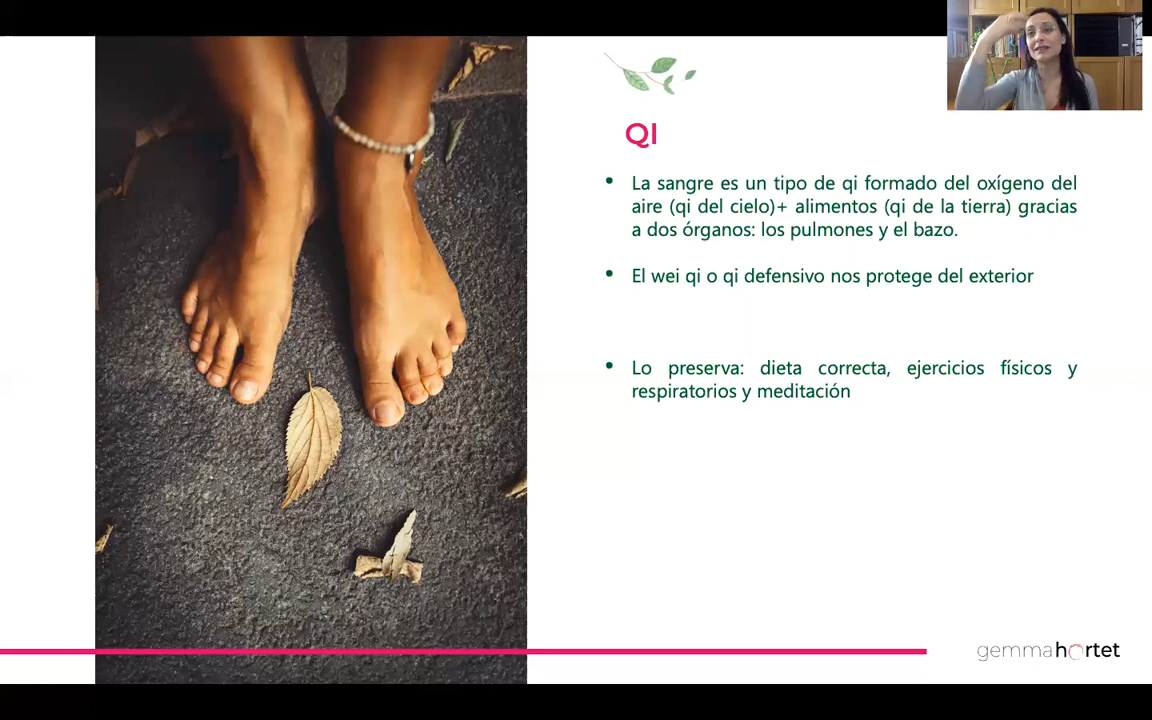 QI
• La sangre es un tipo de qi formado del oxígeno del
aire (qi del cielo)+ alimentos (qi de la tierra) gracias
a dos órganos: los pulmones y el bazo.
• El wei qi o qi defensivo nos protege del exterior
• Lo preserva: dieta correcta, ejercicios físicos y
respiratorios y meditación
gemmahortet